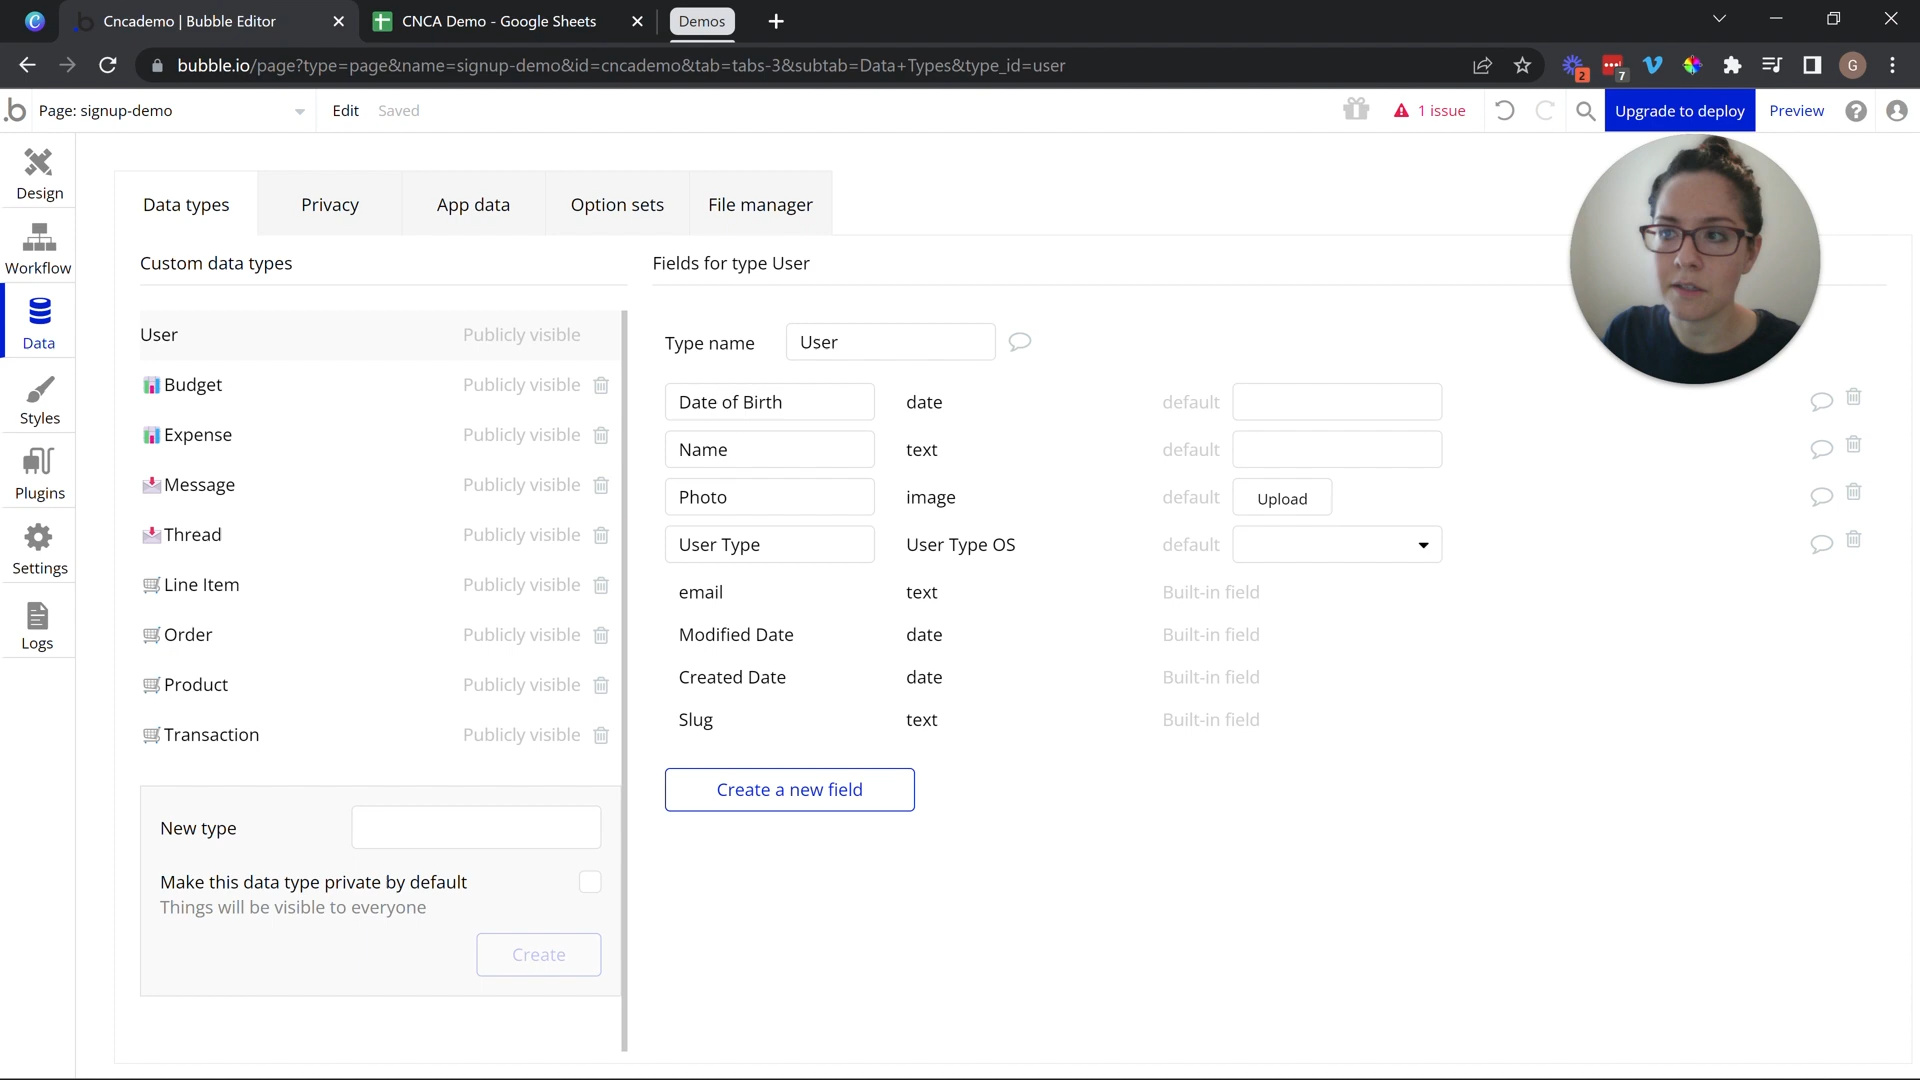 Cncademo | Bubble Editor
CNCA Demo - Google Sheets
Demos
bubble.io/page?type=page&name=signup-demo&id=cncademo&tab=tabs-3&subtab=Data+Types&type_id=user
2
7
G
Page: signup-demo
Edit
Saved
1 issue
Upgrade to deploy
Preview
Design
Workflow
Data
Styles
Plugins
Settings
Logs
Data types
Privacy
App data
Option sets
File manager
Custom data types
User Publicly visible
Budget Publicly visible
Expense Publicly visible
Message Publicly visible
Thread Publicly visible
Line Item Publicly visible
Order Publicly visible
Product Publicly visible
Transaction Publicly visible
New type
Make this data type private by default
Things will be visible to everyone
Create
Fields for type User
Type name User
Date of Birth date default
Name text default
Photo image default Upload
User Type User Type OS default
email text Built-in field
Modified Date date Built-in field
Created Date date Built-in field
Slug text Built-in field
Create a new field